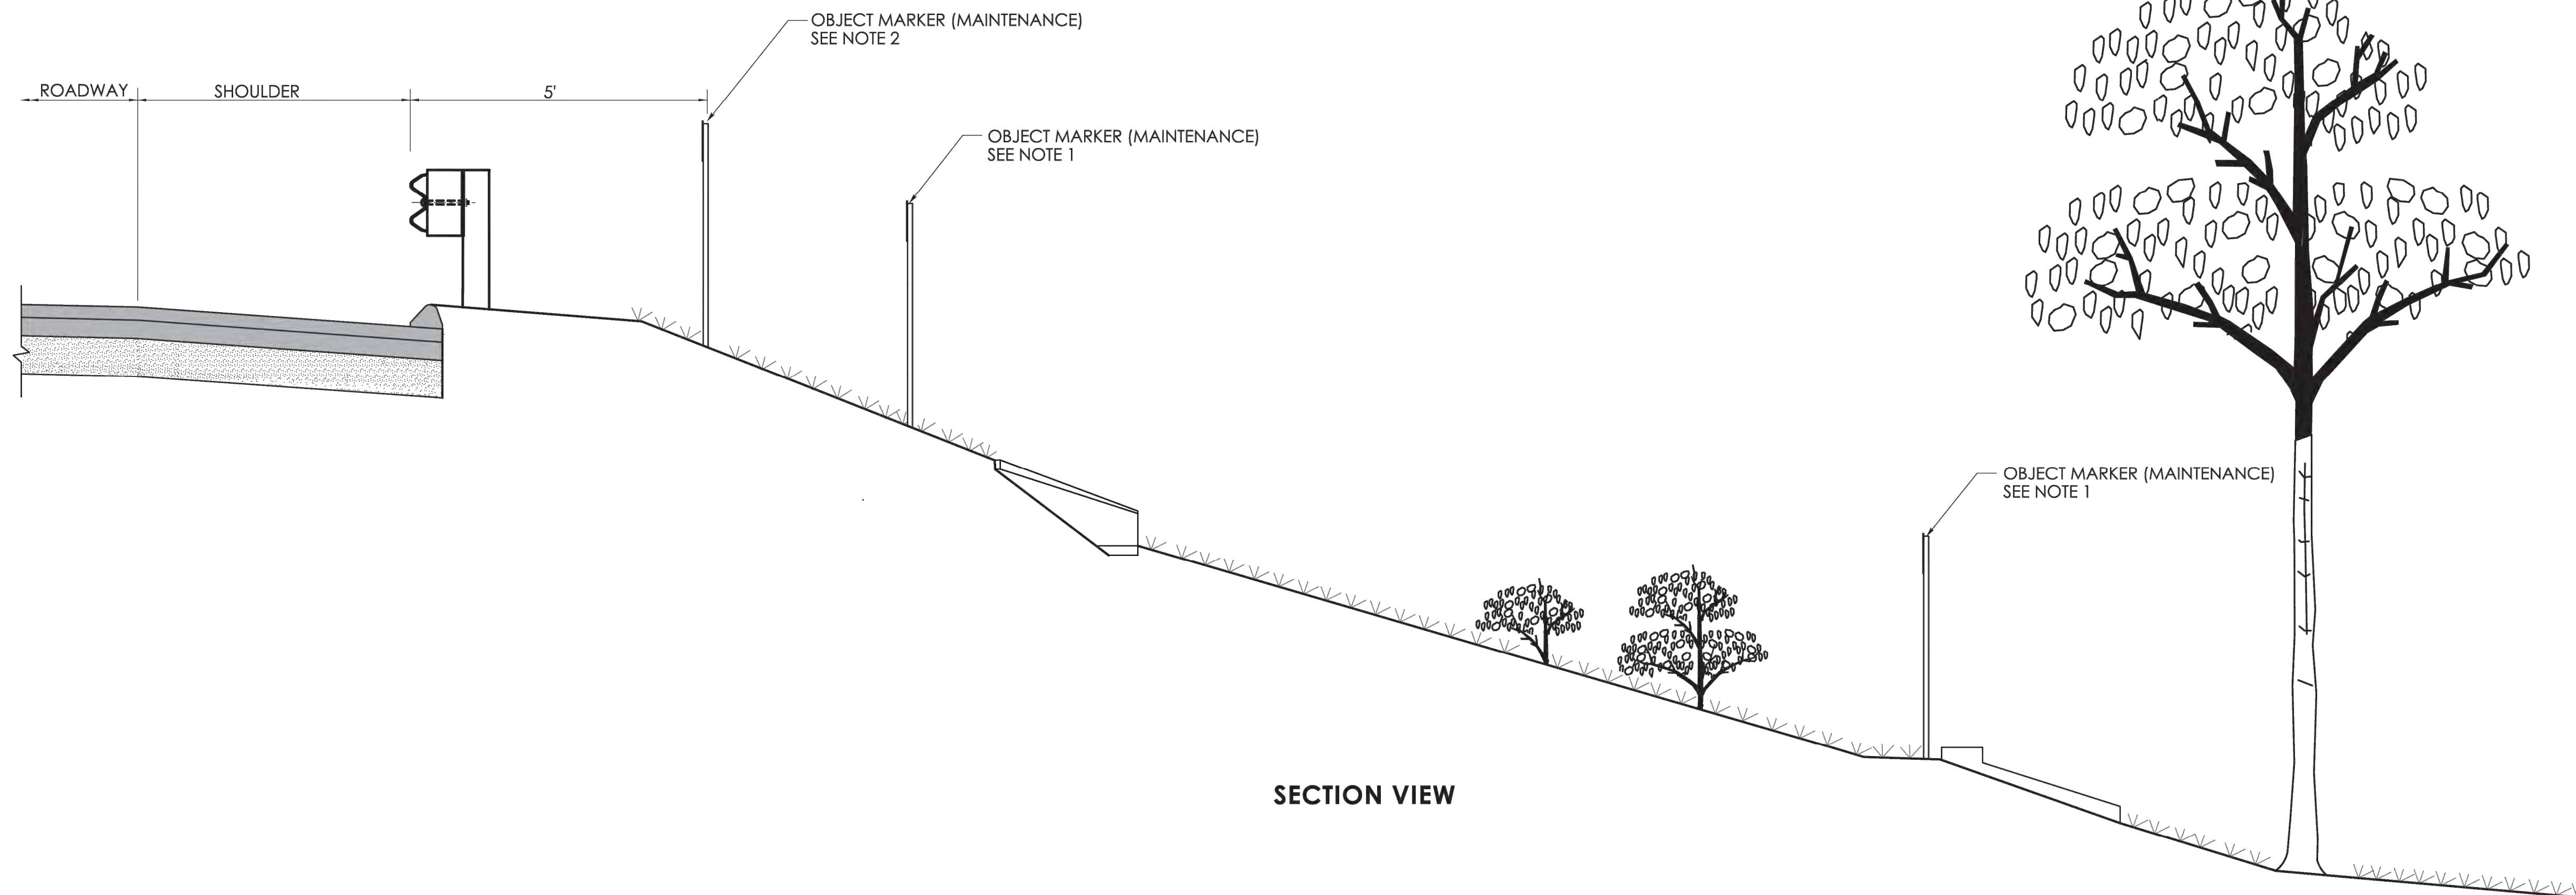 OBJECT MARKER (MAINTENANCE)
SEE NOTE 2
ROADWAY
SHOULDER
5'
OBJECT MARKER (MAINTENANCE)
SEE NOTE 1
OBJECT MARKER (MAINTENANCE)
SEE NOTE 1
SECTION VIEW